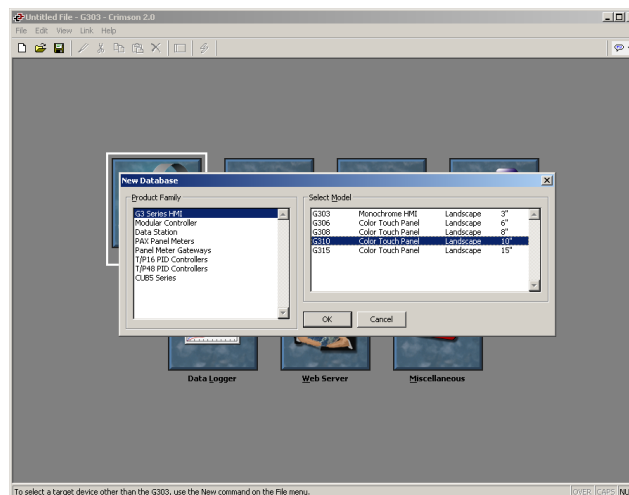 Untitled File - G303 - Crimson 2.0
File Edit View Link Help
New Database
Product Family
G3 Series HMI
Modular Controller
Data Station
PAX Panel Meters
Panel Meter Gateways
T/P16 PID Controllers
T/P48 PID Controllers
CUB5 Series
Select Model
G303 Monochrome HMI Landscape 3"
G306 Color Touch Panel Landscape 6"
G308 Color Touch Panel Landscape 8"
G310 Color Touch Panel Landscape 10"
G315 Color Touch Panel Landscape 15"
OK Cancel
Data Logger Web Server Miscellaneous
To select a target device other than the G303, use the New command on the File menu. OVER CAPS NU